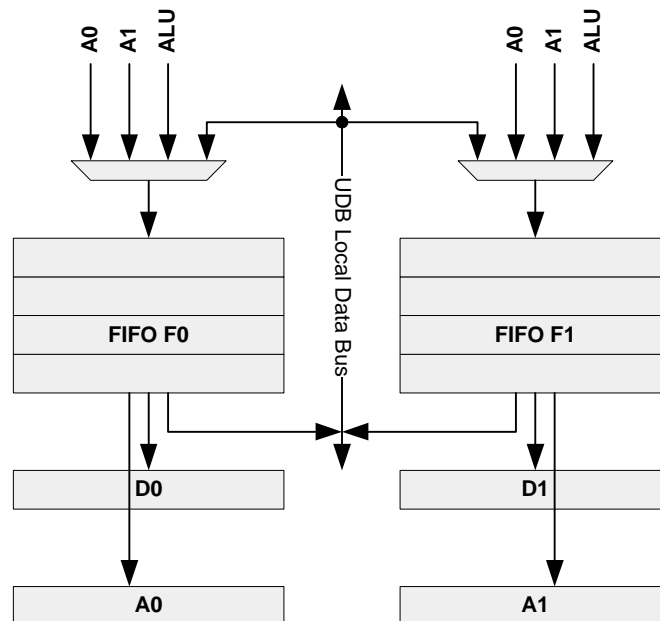 A0
A1
ALU
A0
A1
ALU
UDB Local Data Bus
FIFO F0
FIFO F1
D0
D1
A0
A1